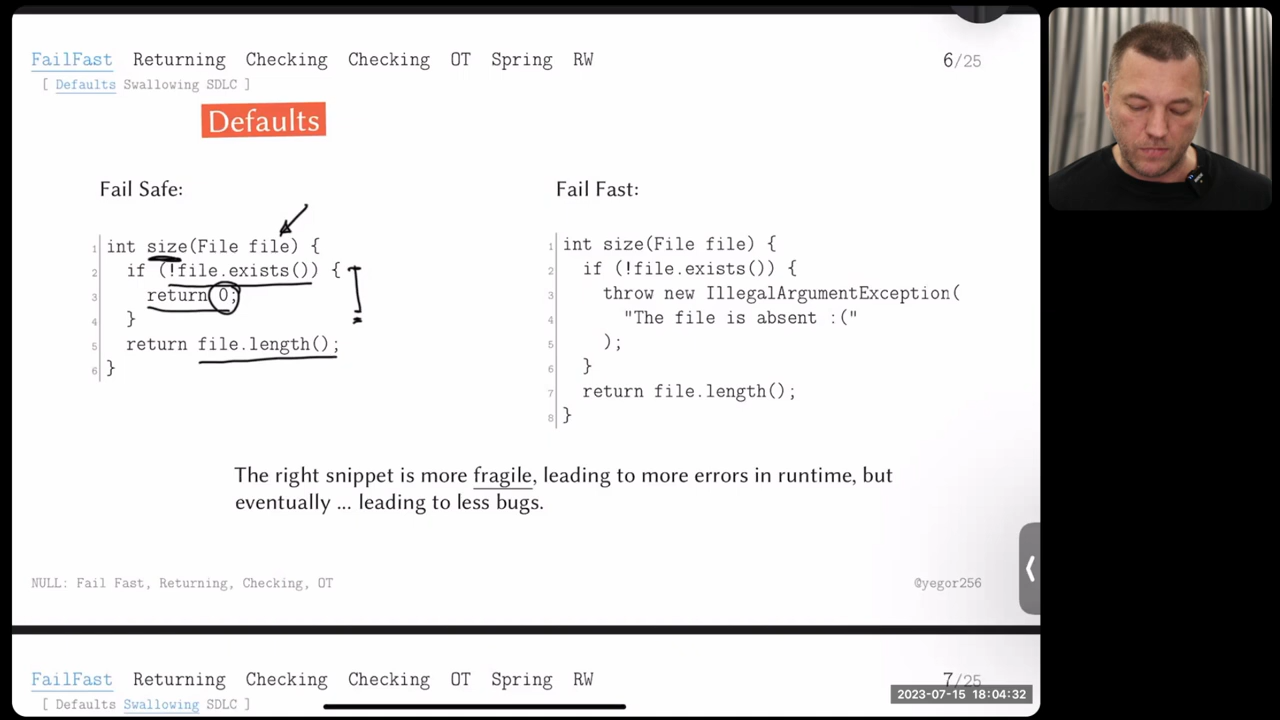 FailFast Returning Checking Checking OT Spring RW 6/25
[ Defaults Swallowing SDLC ]
Defaults
Fail Safe:
1 int size(File file) {
2 if (!file.exists()) {
3 return 0;
4 }
5 return file.length();
6 }
Fail Fast:
1 int size(File file) {
2 if (!file.exists()) {
3 throw new IllegalArgumentException(
4 "The file is absent :("
5 );
6 }
7 return file.length();
8 }
The right snippet is more fragile, leading to more errors in runtime, but
eventually ... leading to less bugs.
NULL: Fail Fast, Returning, Checking, OT @yegor256
FailFast Returning Checking Checking OT Spring RW 7/25
[ Defaults Swallowing SDLC ]
2023-07-15 18:04:32